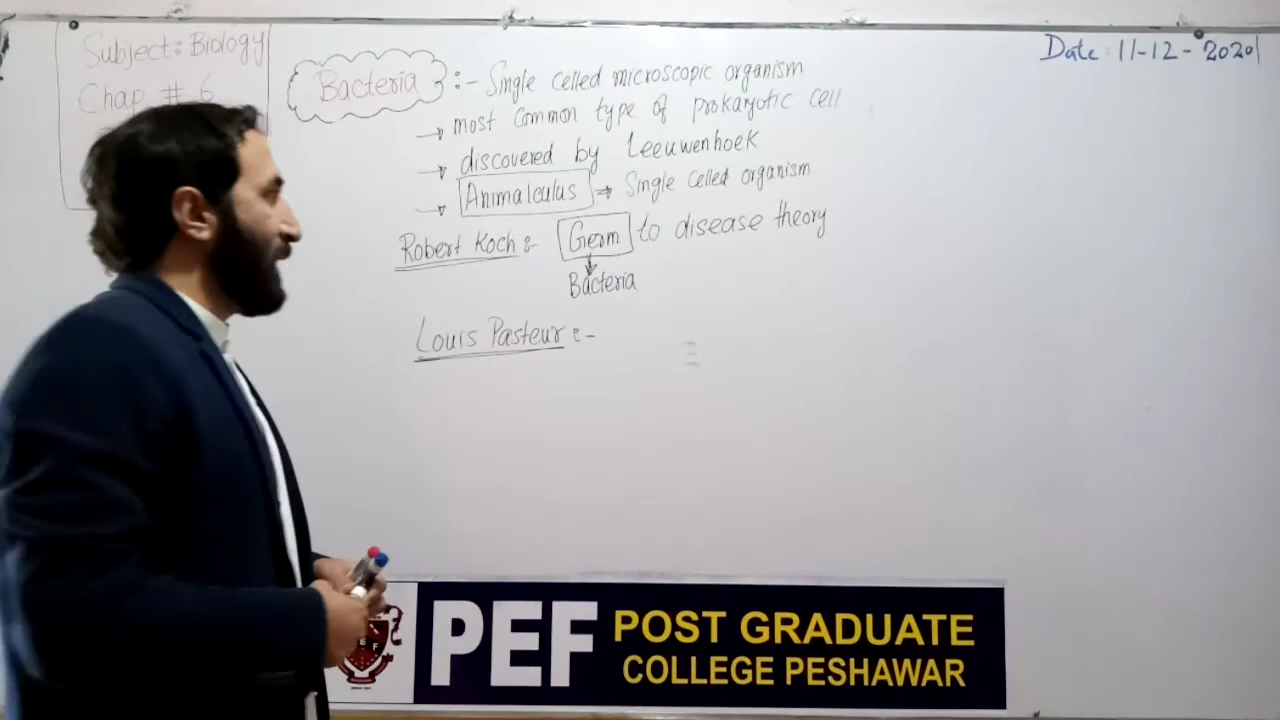 Subject: Biology
Chap # 6
Date: 11-12-2020
Bacteria :- Single celled microscopic organism
→ most common type of prokaryotic cell
→ discovered by Leeuwenhoek
→ Animalculus ⇒ Single celled organism
Robert Koch :- Germ to disease theory
Bacteria
Louis Pasteur :-
PEF POST GRADUATE
COLLEGE PESHAWAR